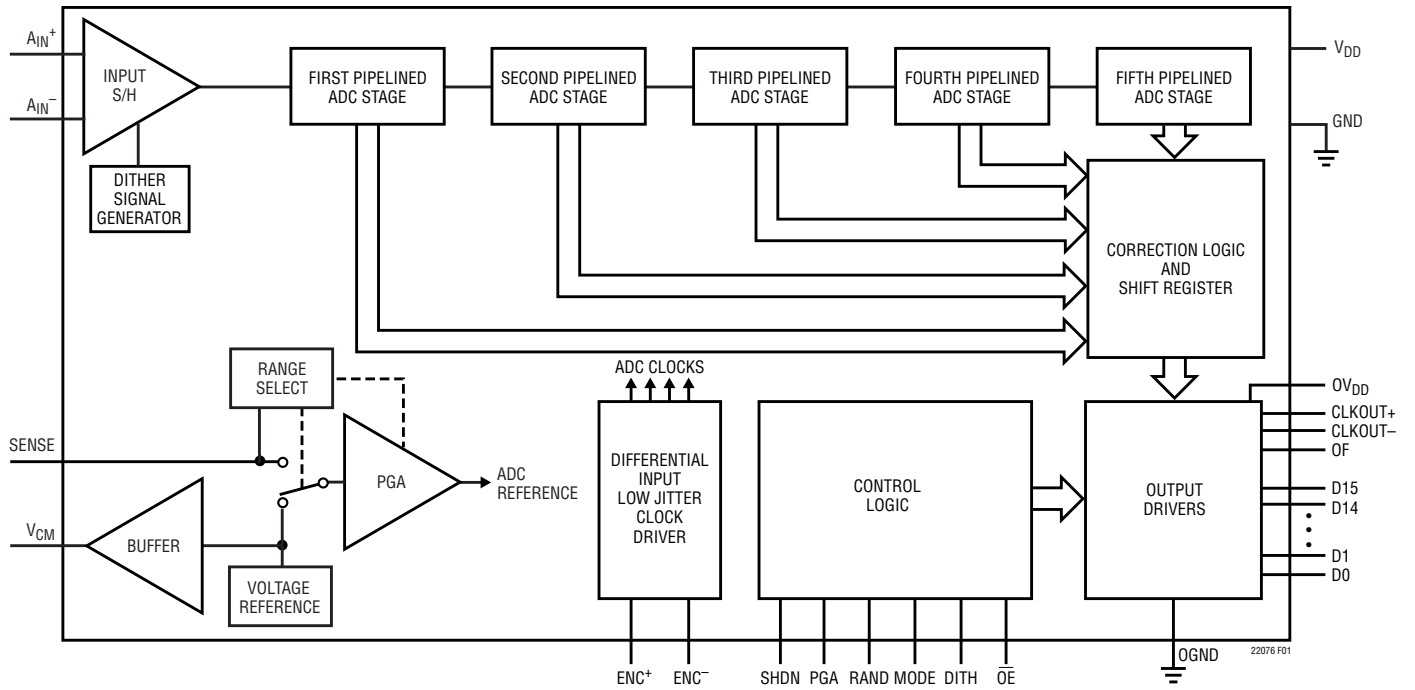 A_IN⁺
A_IN⁻
INPUT
S/H
DITHER
SIGNAL
GENERATOR
FIRST PIPELINED
ADC STAGE
SECOND PIPELINED
ADC STAGE
THIRD PIPELINED
ADC STAGE
FOURTH PIPELINED
ADC STAGE
FIFTH PIPELINED
ADC STAGE
V_DD
GND
CORRECTION LOGIC
AND
SHIFT REGISTER
RANGE
SELECT
SENSE
PGA
ADC
REFERENCE
V_CM
BUFFER
VOLTAGE
REFERENCE
ADC CLOCKS
DIFFERENTIAL
INPUT
LOW JITTER
CLOCK
DRIVER
CONTROL
LOGIC
OUTPUT
DRIVERS
OV_DD
CLKOUT+
CLKOUT–
OF
D15
D14
D1
D0
ENC⁺ ENC⁻
SHDN PGA RAND MODE DITH O̅E̅
OGND
22076 F01